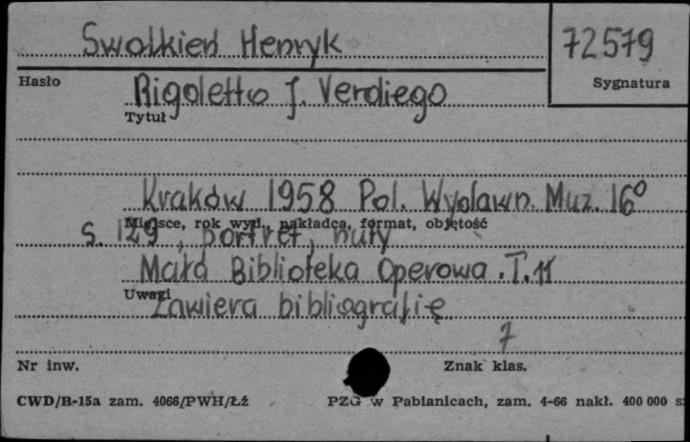 Swolkień Henryk
72579
Hasło
Sygnatura
Rigoletto J. Verdiego
Tytuł
Kraków 1958 Pol. Wydawn. Muz. 16°
Miejsce, rok wyd., nakładca, format, objętość
s. 129, portret, nuty
Mała Biblioteka Operowa. T. 11
Uwagi
Zawiera bibliografię
7
Nr inw.
Znak klas.
CWD/B-15a zam. 4066/PWH/Łź
PZG w Pabianicach, zam. 4-66 nakł. 400 000